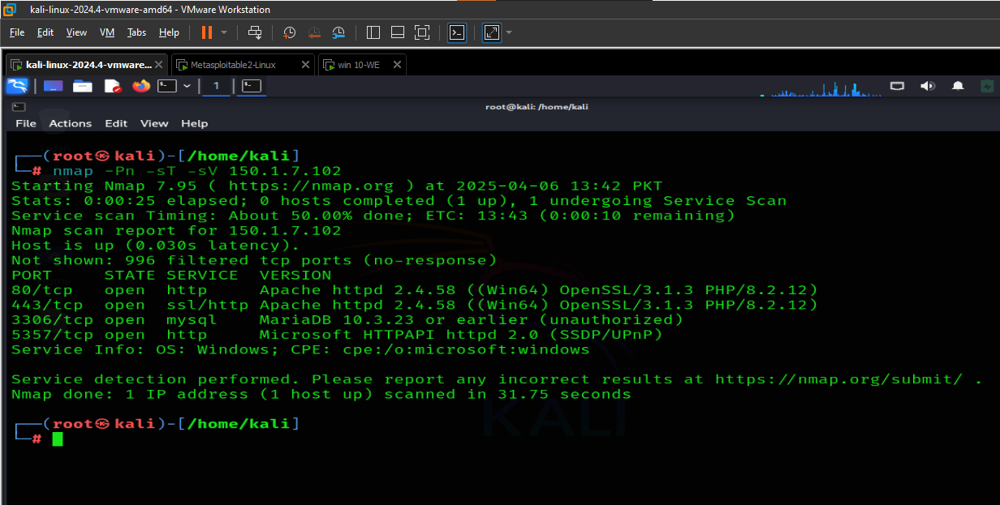 kali-linux-2024.4-vmware-amd64 - VMware Workstation
File Edit View VM Tabs Help
kali-linux-2024.4-vmware... Metasploitable2-Linux win 10-WE
1
root@kali: /home/kali
File Actions Edit View Help
┌──(root㉿kali)-[/home/kali]
└─# nmap -Pn -sT -sV 150.1.7.102
Starting Nmap 7.95 ( https://nmap.org ) at 2025-04-06 13:42 PKT
Stats: 0:00:25 elapsed; 0 hosts completed (1 up), 1 undergoing Service Scan
Service scan Timing: About 50.00% done; ETC: 13:43 (0:00:10 remaining)
Nmap scan report for 150.1.7.102
Host is up (0.030s latency).
Not shown: 996 filtered tcp ports (no-response)
PORT STATE SERVICE VERSION
80/tcp open http Apache httpd 2.4.58 ((Win64) OpenSSL/3.1.3 PHP/8.2.12)
443/tcp open ssl/http Apache httpd 2.4.58 ((Win64) OpenSSL/3.1.3 PHP/8.2.12)
3306/tcp open mysql MariaDB 10.3.23 or earlier (unauthorized)
5357/tcp open http Microsoft HTTPAPI httpd 2.0 (SSDP/UPnP)
Service Info: OS: Windows; CPE: cpe:/o:microsoft:windows
Service detection performed. Please report any incorrect results at https://nmap.org/submit/ .
Nmap done: 1 IP address (1 host up) scanned in 31.75 seconds
┌──(root㉿kali)-[/home/kali]
└─#
KALI